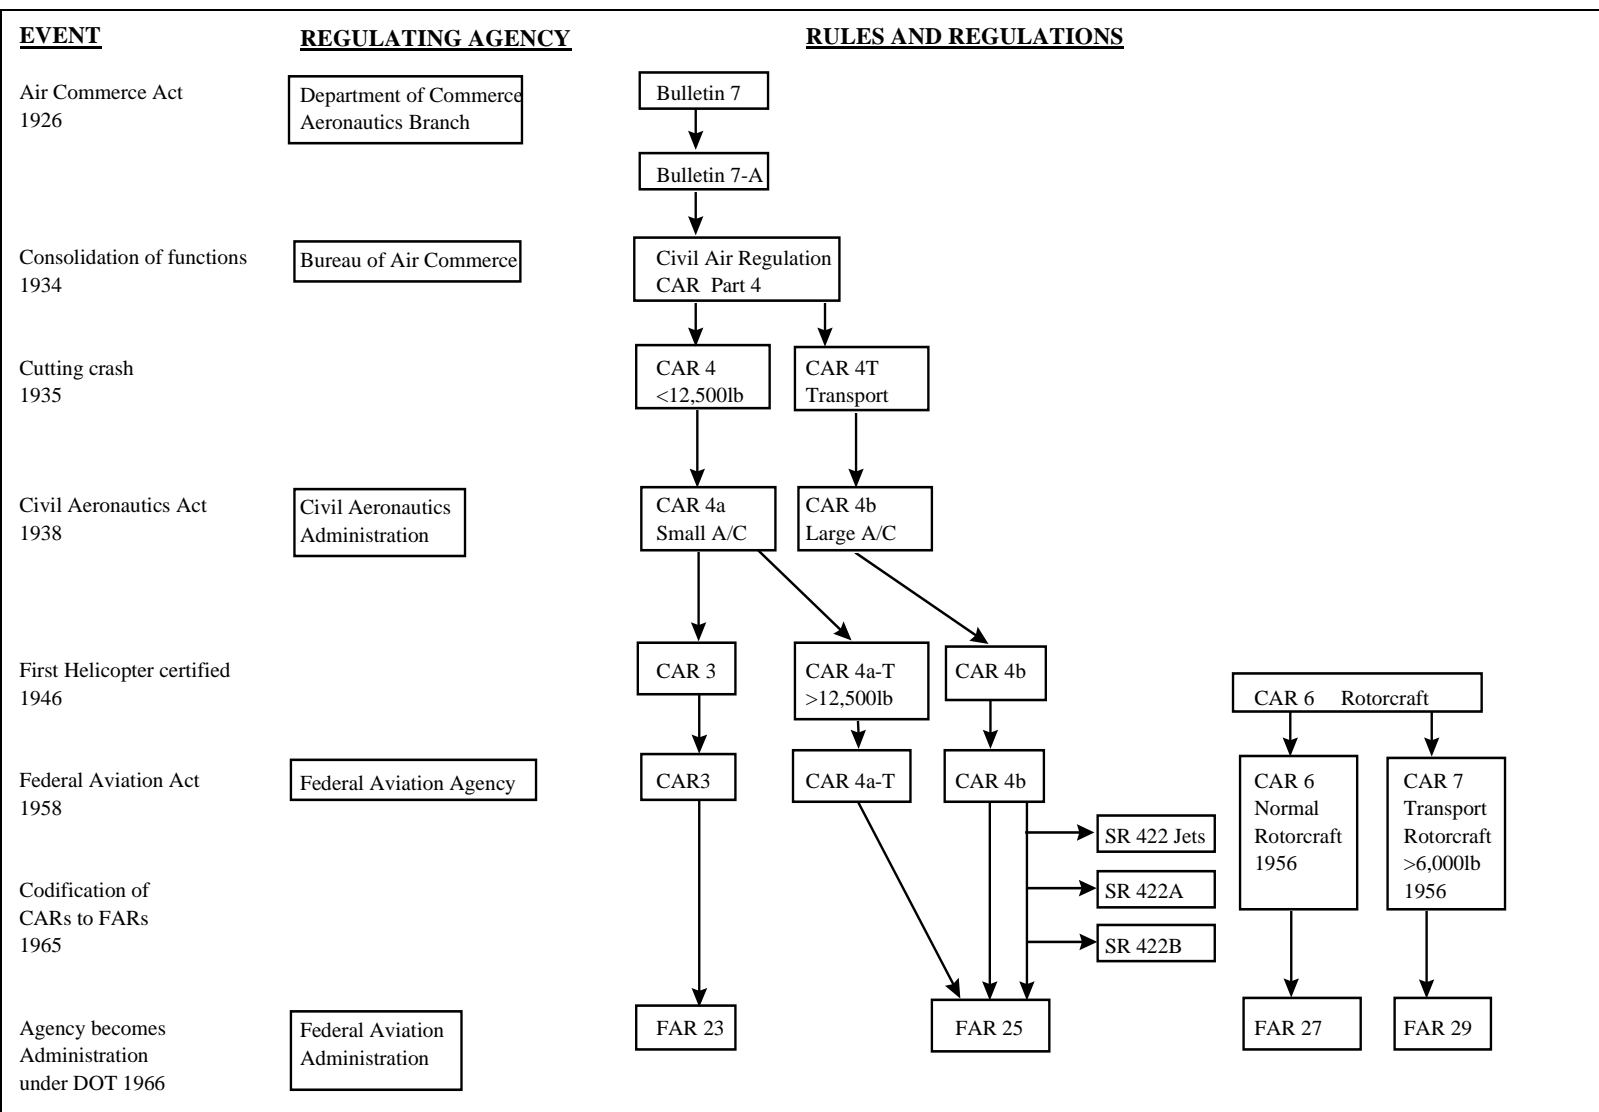 EVENT
REGULATING AGENCY
RULES AND REGULATIONS
Air Commerce Act
1926
Department of Commerce
Aeronautics Branch
Bulletin 7
Bulletin 7-A
Consolidation of functions
1934
Bureau of Air Commerce
Civil Air Regulation
CAR Part 4
Cutting crash
1935
CAR 4
<12,500lb
CAR 4T
Transport
Civil Aeronautics Act
1938
Civil Aeronautics
Administration
CAR 4a
Small A/C
CAR 4b
Large A/C
First Helicopter certified
1946
CAR 3
CAR 4a-T
>12,500lb
CAR 4b
CAR 6 Rotorcraft
Federal Aviation Act
1958
Federal Aviation Agency
CAR3
CAR 4a-T
CAR 4b
SR 422 Jets
SR 422A
SR 422B
CAR 6
Normal
Rotorcraft
1956
CAR 7
Transport
Rotorcraft
>6,000lb
1956
Codification of
CARs to FARs
1965
Agency becomes
Administration
under DOT 1966
Federal Aviation
Administration
FAR 23
FAR 25
FAR 27
FAR 29